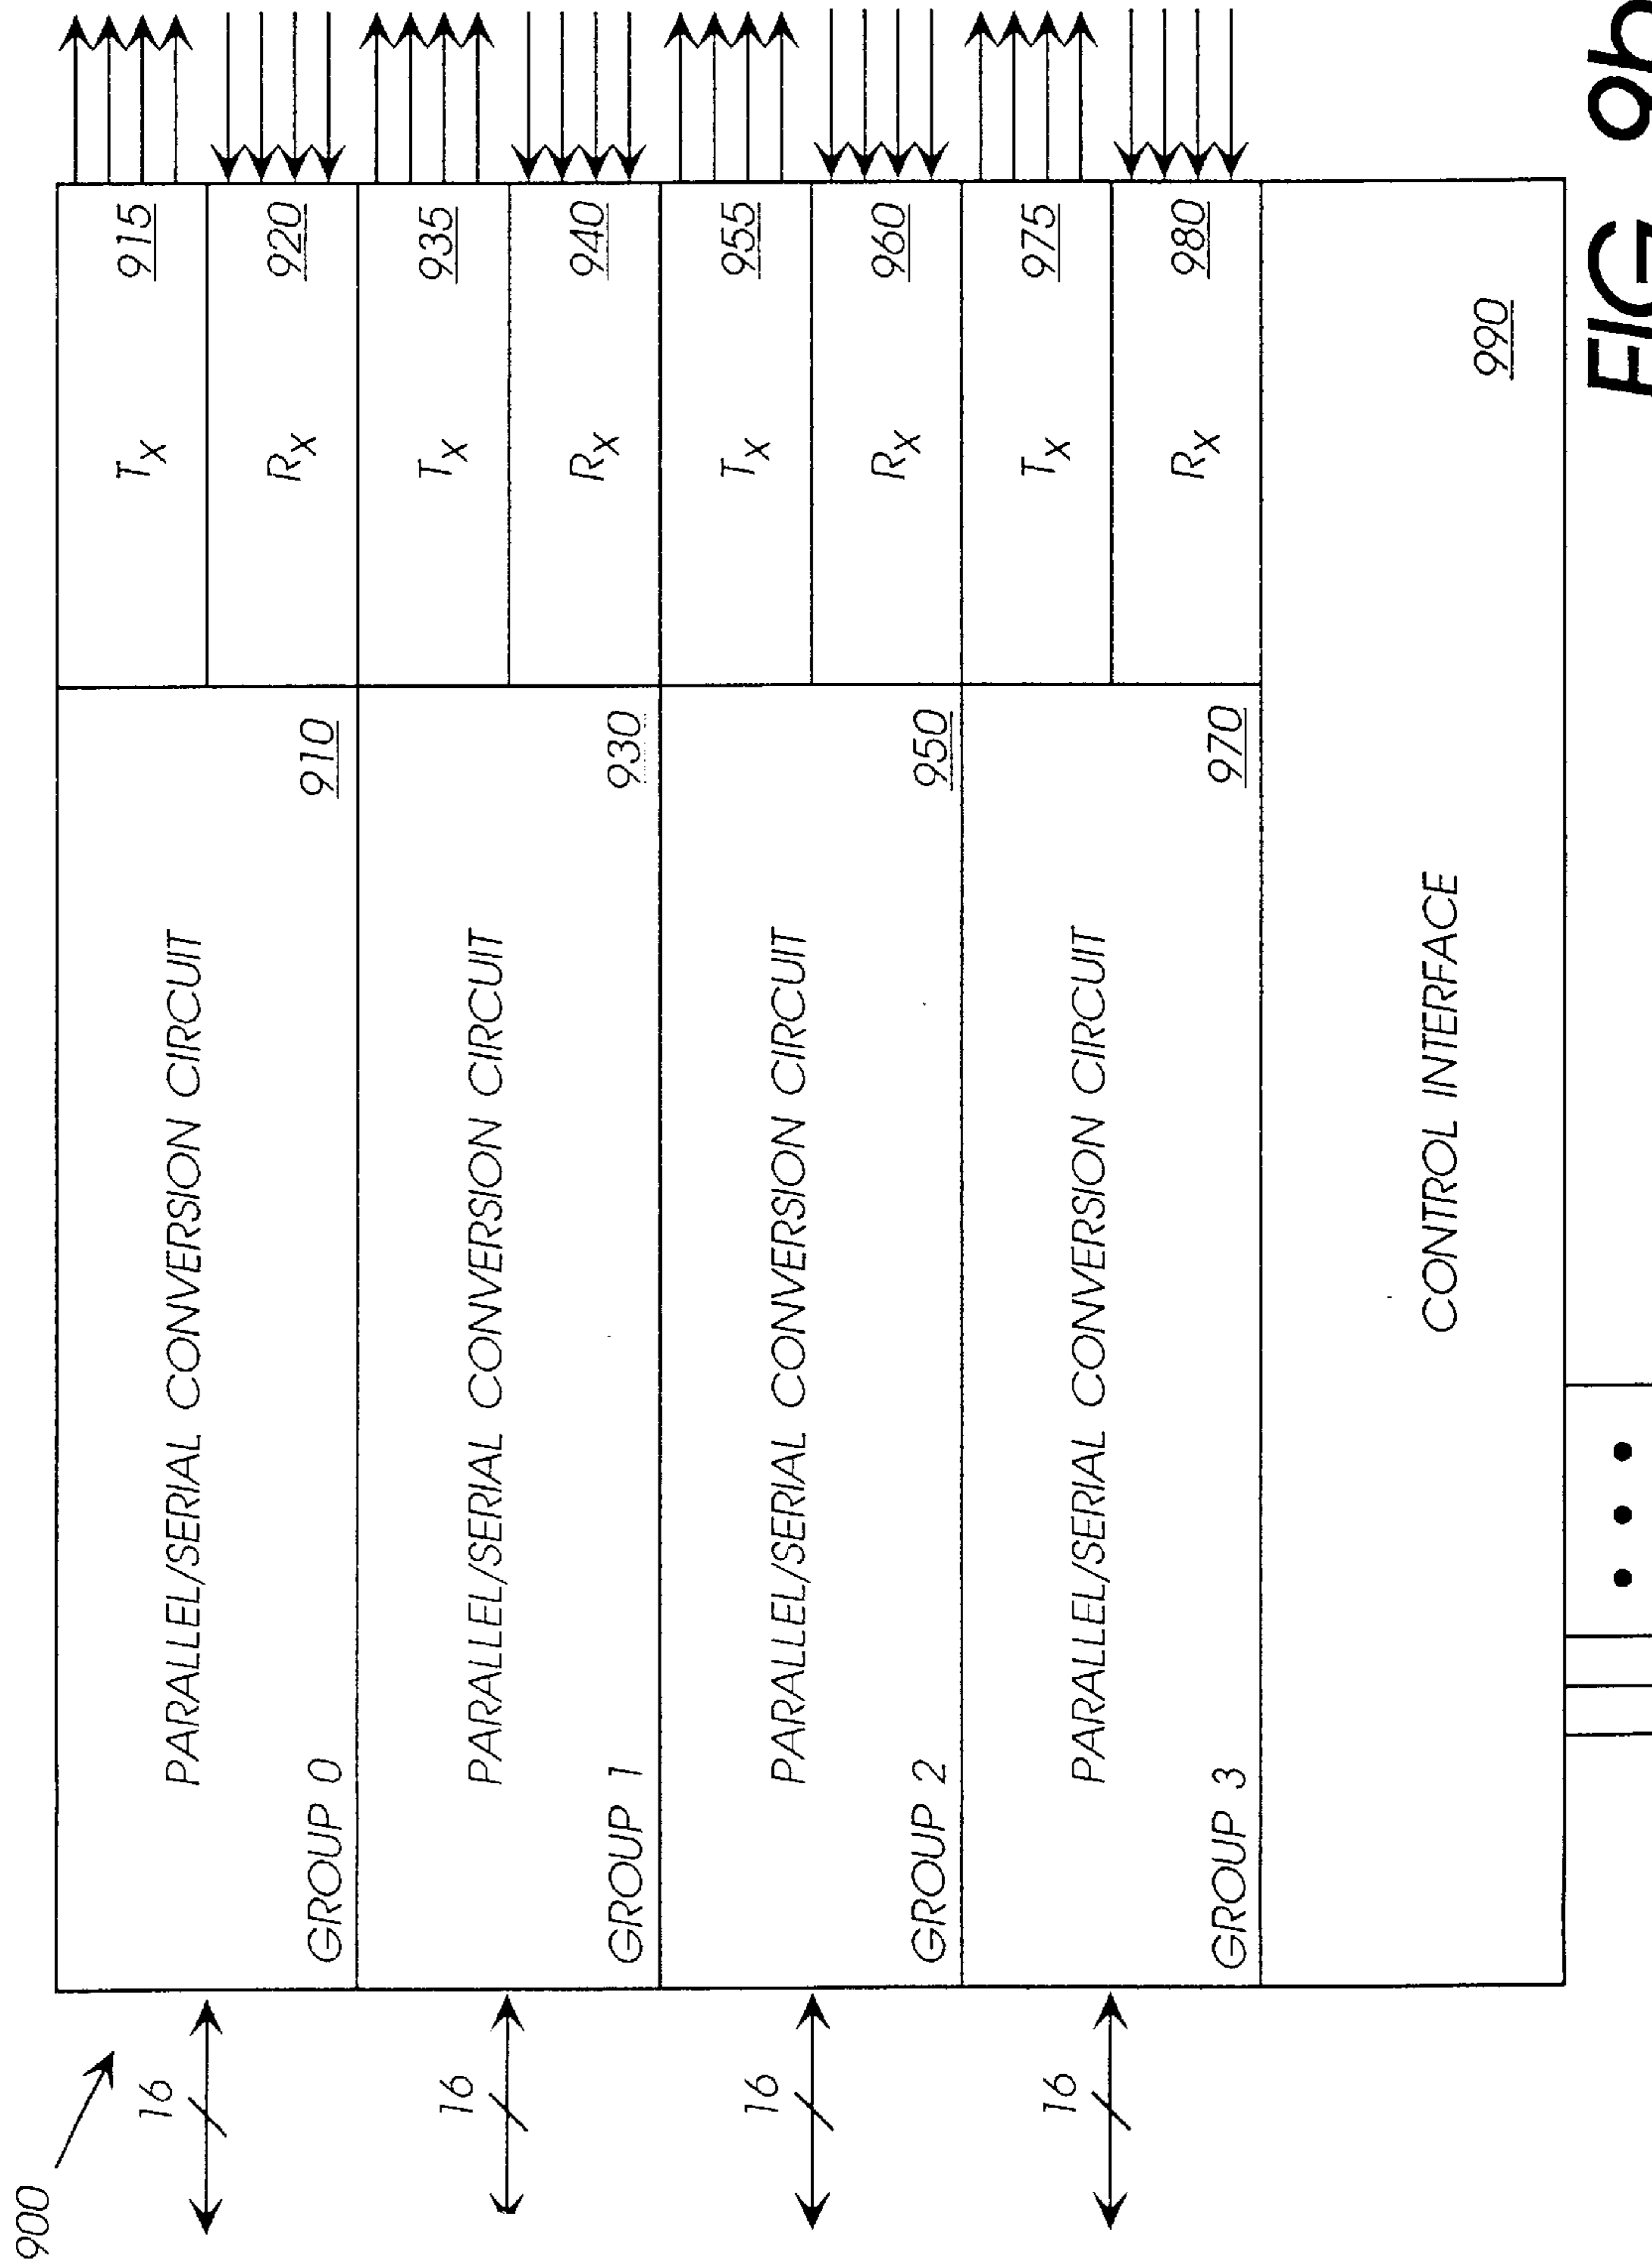 900
16
PARALLEL/SERIAL CONVERSION CIRCUIT
GROUP 0
910
Tx
915
Rx
920
16
PARALLEL/SERIAL CONVERSION CIRCUIT
GROUP 1
930
Tx
935
Rx
940
16
PARALLEL/SERIAL CONVERSION CIRCUIT
GROUP 2
950
Tx
955
Rx
960
16
PARALLEL/SERIAL CONVERSION CIRCUIT
GROUP 3
970
Tx
975
Rx
980
CONTROL INTERFACE
990
FIG 9b